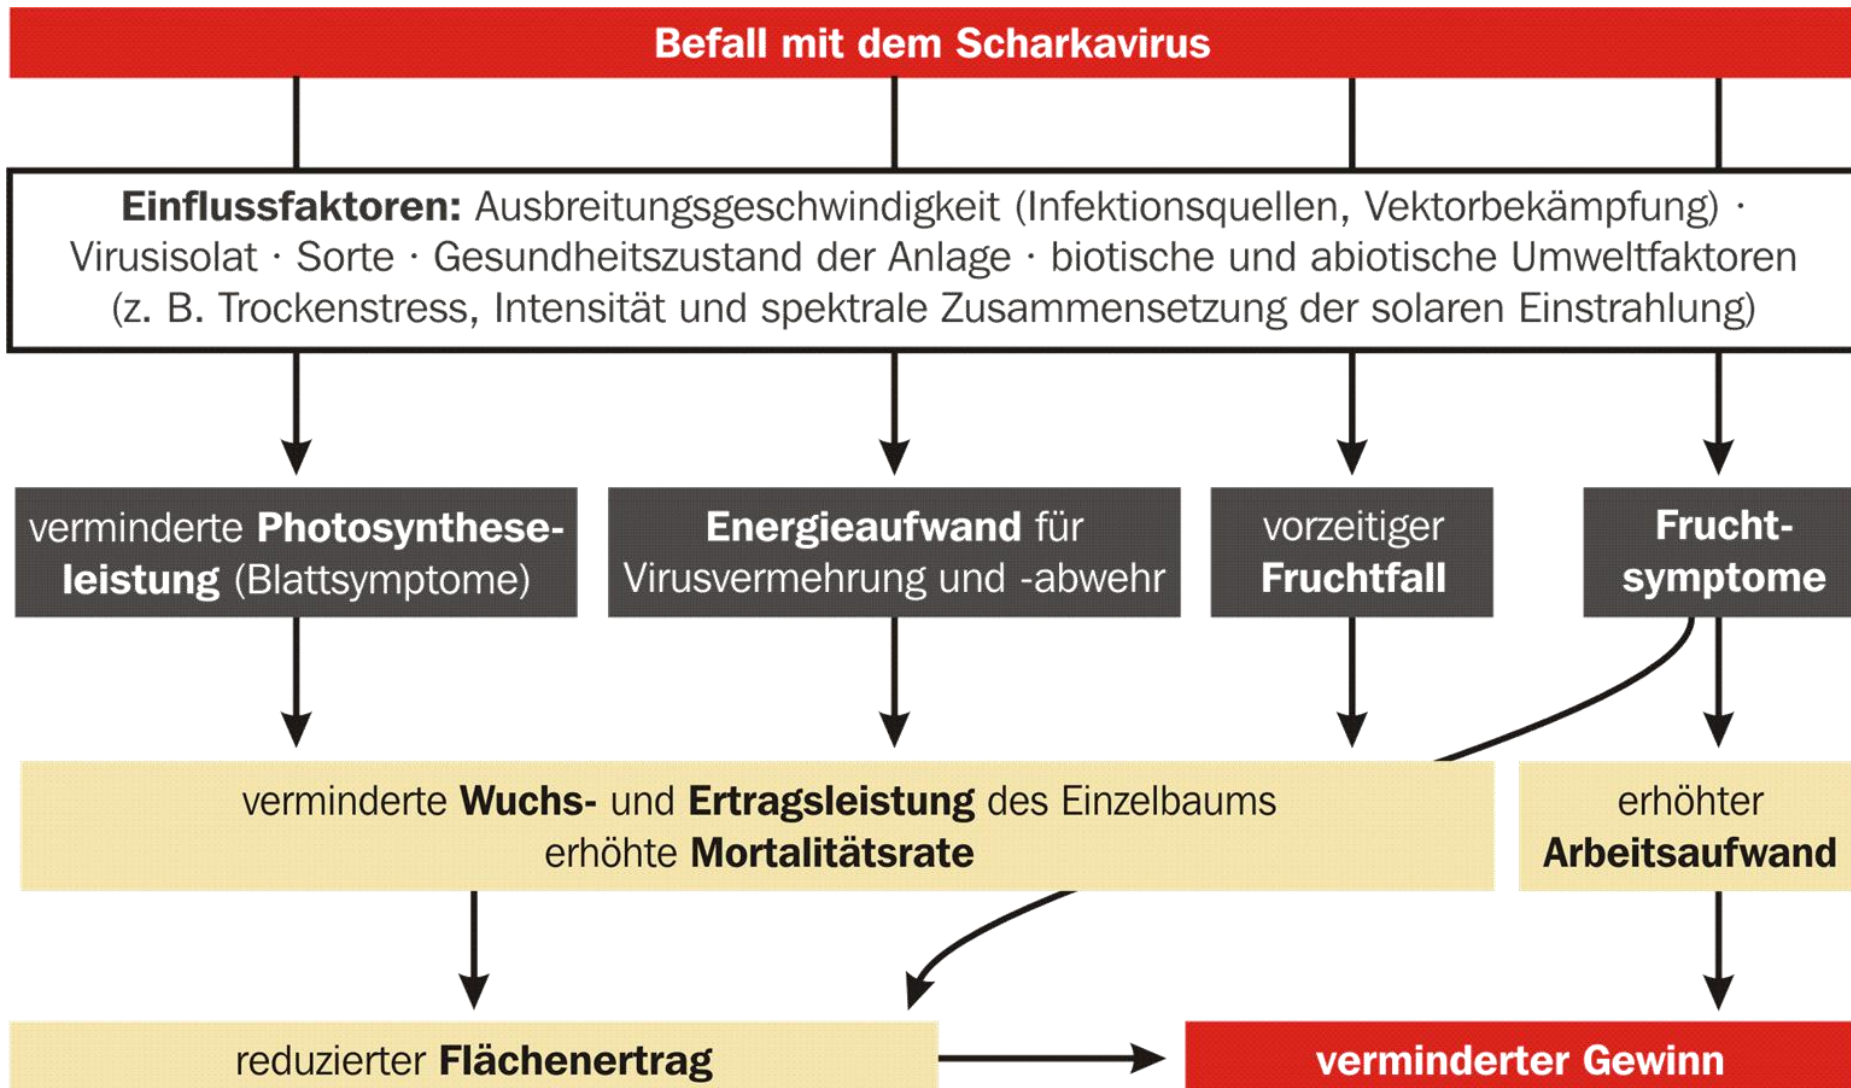 Befall mit dem Scharkavirus
Einflussfaktoren: Ausbreitungsgeschwindigkeit (Infektionsquellen, Vektorbekämpfung) ·
Virusisolat · Sorte · Gesundheitszustand der Anlage · biotische und abiotische Umweltfaktoren
(z. B. Trockenstress, Intensität und spektrale Zusammensetzung der solaren Einstrahlung)
verminderte Photosynthese-
leistung (Blattsymptome)
Energieaufwand für
Virusvermehrung und -abwehr
vorzeitiger
Fruchtfall
Frucht-
symptome
verminderte Wuchs- und Ertragsleistung des Einzelbaums
erhöhte Mortalitätsrate
erhöhter
Arbeitsaufwand
reduzierter Flächenertrag
verminderter Gewinn